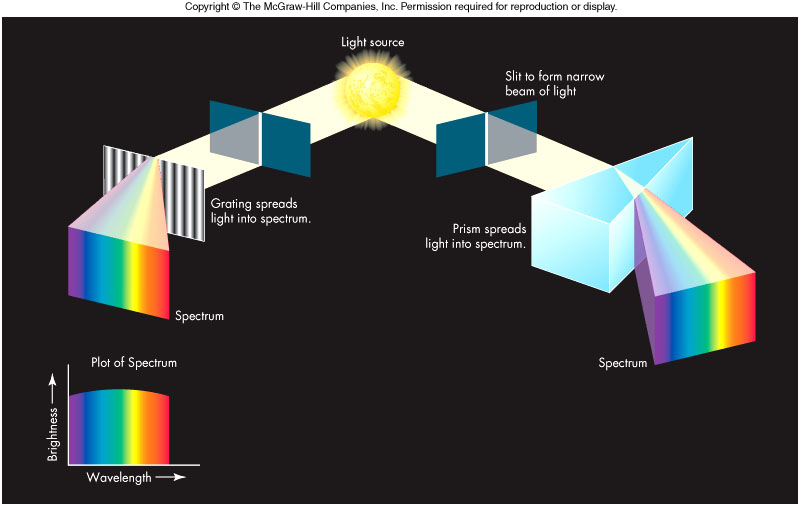 Copyright © The McGraw-Hill Companies, Inc. Permission required for reproduction or display.
Light source
Slit to form narrow
beam of light
Grating spreads
light into spectrum.
Prism spreads
light into spectrum.
Spectrum
Spectrum
Plot of Spectrum
Brightness
Wavelength